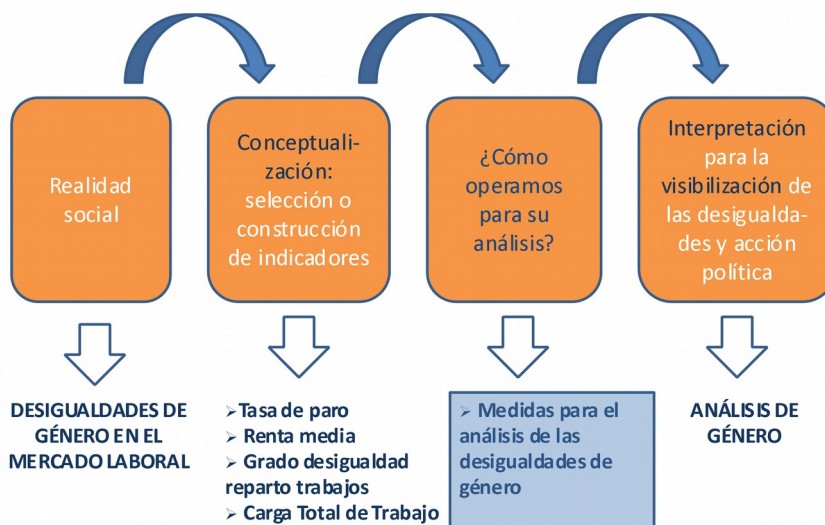 Realidad
social
Conceptuali-
zación:
selección o
construcción
de indicadores
¿Cómo
operamos
para su
análisis?
Interpretación
para la
visibilización de
las desigualda-
des y acción
política
DESIGUALDADES DE
GÉNERO EN EL
MERCADO LABORAL
➢Tasa de paro
➢ Renta media
➢ Grado desigualdad
reparto trabajos
➢ Carga Total de Trabajo
➢ Medidas para el
análisis de las
desigualdades de
género
ANÁLISIS DE
GÉNERO